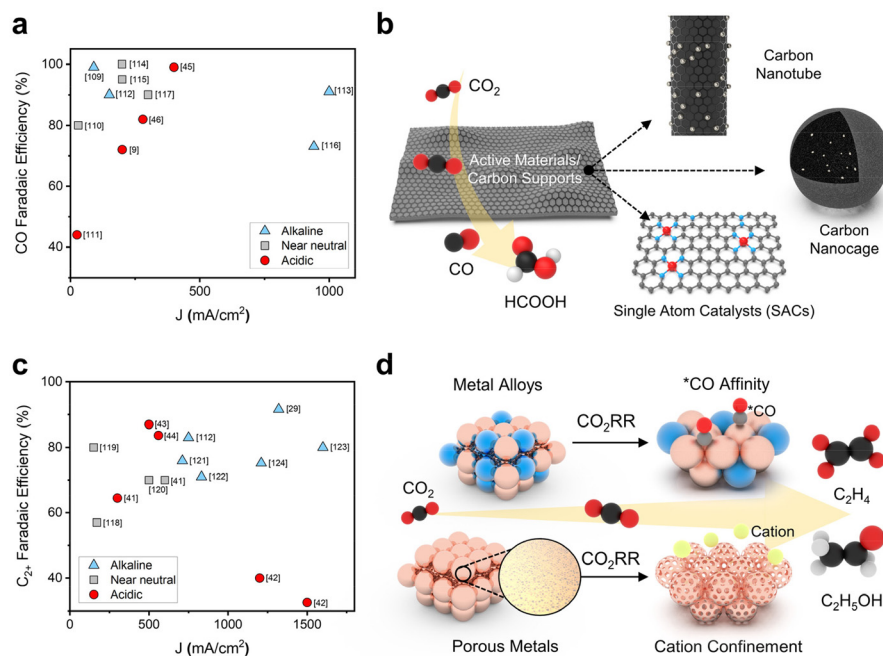 a
CO Faradaic Efficiency (%)
100
80
60
40
[109]
[114]
[115]
[45]
[112]
[117]
[113]
[110]
[46]
[9]
[116]
[111]
Alkaline
Near neutral
Acidic
0
500
1000
J (mA/cm²)
b
CO₂
Active Materials/
Carbon Supports
CO
HCOOH
Carbon
Nanotube
Carbon
Nanocage
Single Atom Catalysts (SACs)
c
C₂₊ Faradaic Efficiency (%)
100
80
60
40
[29]
[43]
[44]
[112]
[119]
[123]
[121]
[124]
[120]
[41]
[122]
[41]
[118]
[42]
[42]
Alkaline
Near neutral
Acidic
0
500
1000
1500
J (mA/cm²)
d
Metal Alloys
*CO Affinity
CO₂RR
*CO
CO₂
C₂H₄
Cation
CO₂RR
C₂H₅OH
Porous Metals
Cation Confinement